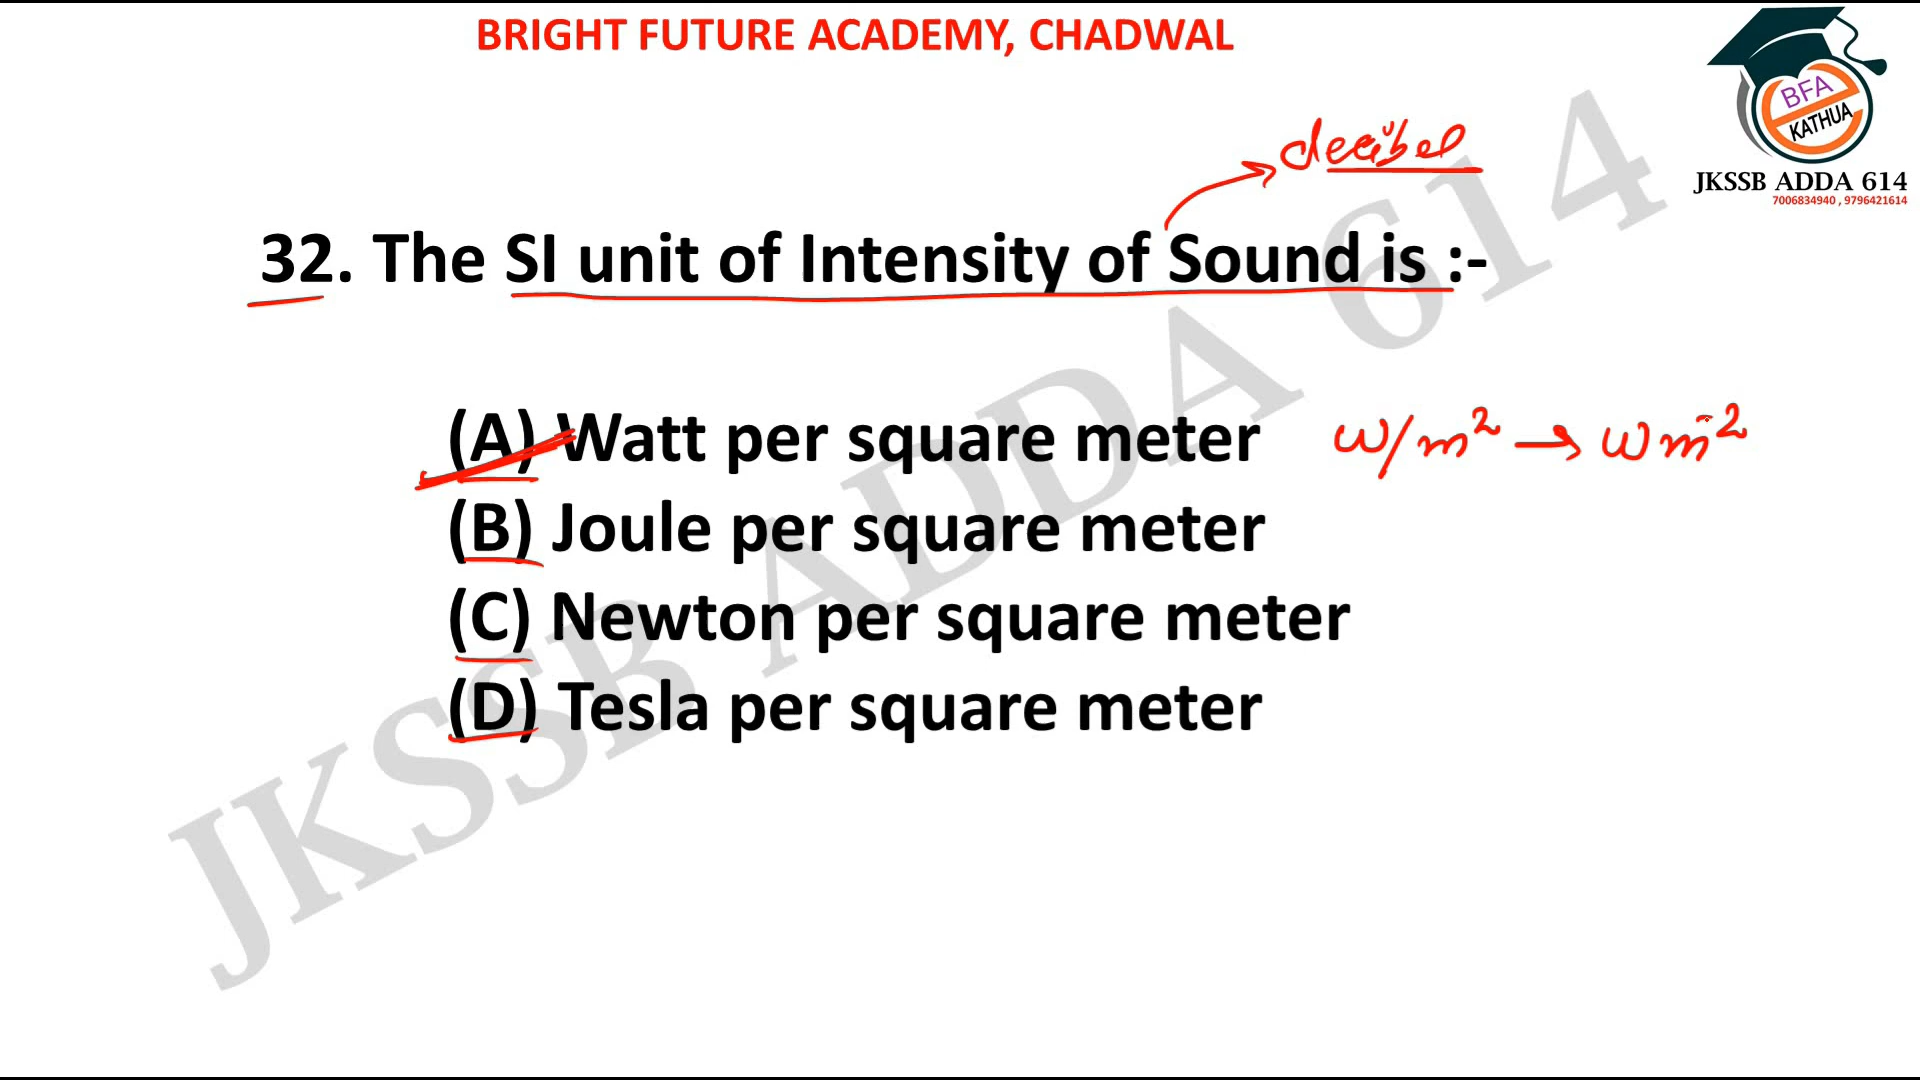 BRIGHT FUTURE ACADEMY, CHADWAL
BFA
KATHUA
JKSSB ADDA 614
7006834940 , 9796421614
decibel
32. The SI unit of Intensity of Sound is :-
(A) Watt per square meter w/m² → wm⁻²
(B) Joule per square meter
(C) Newton per square meter
(D) Tesla per square meter
JKSSB ADDA 614